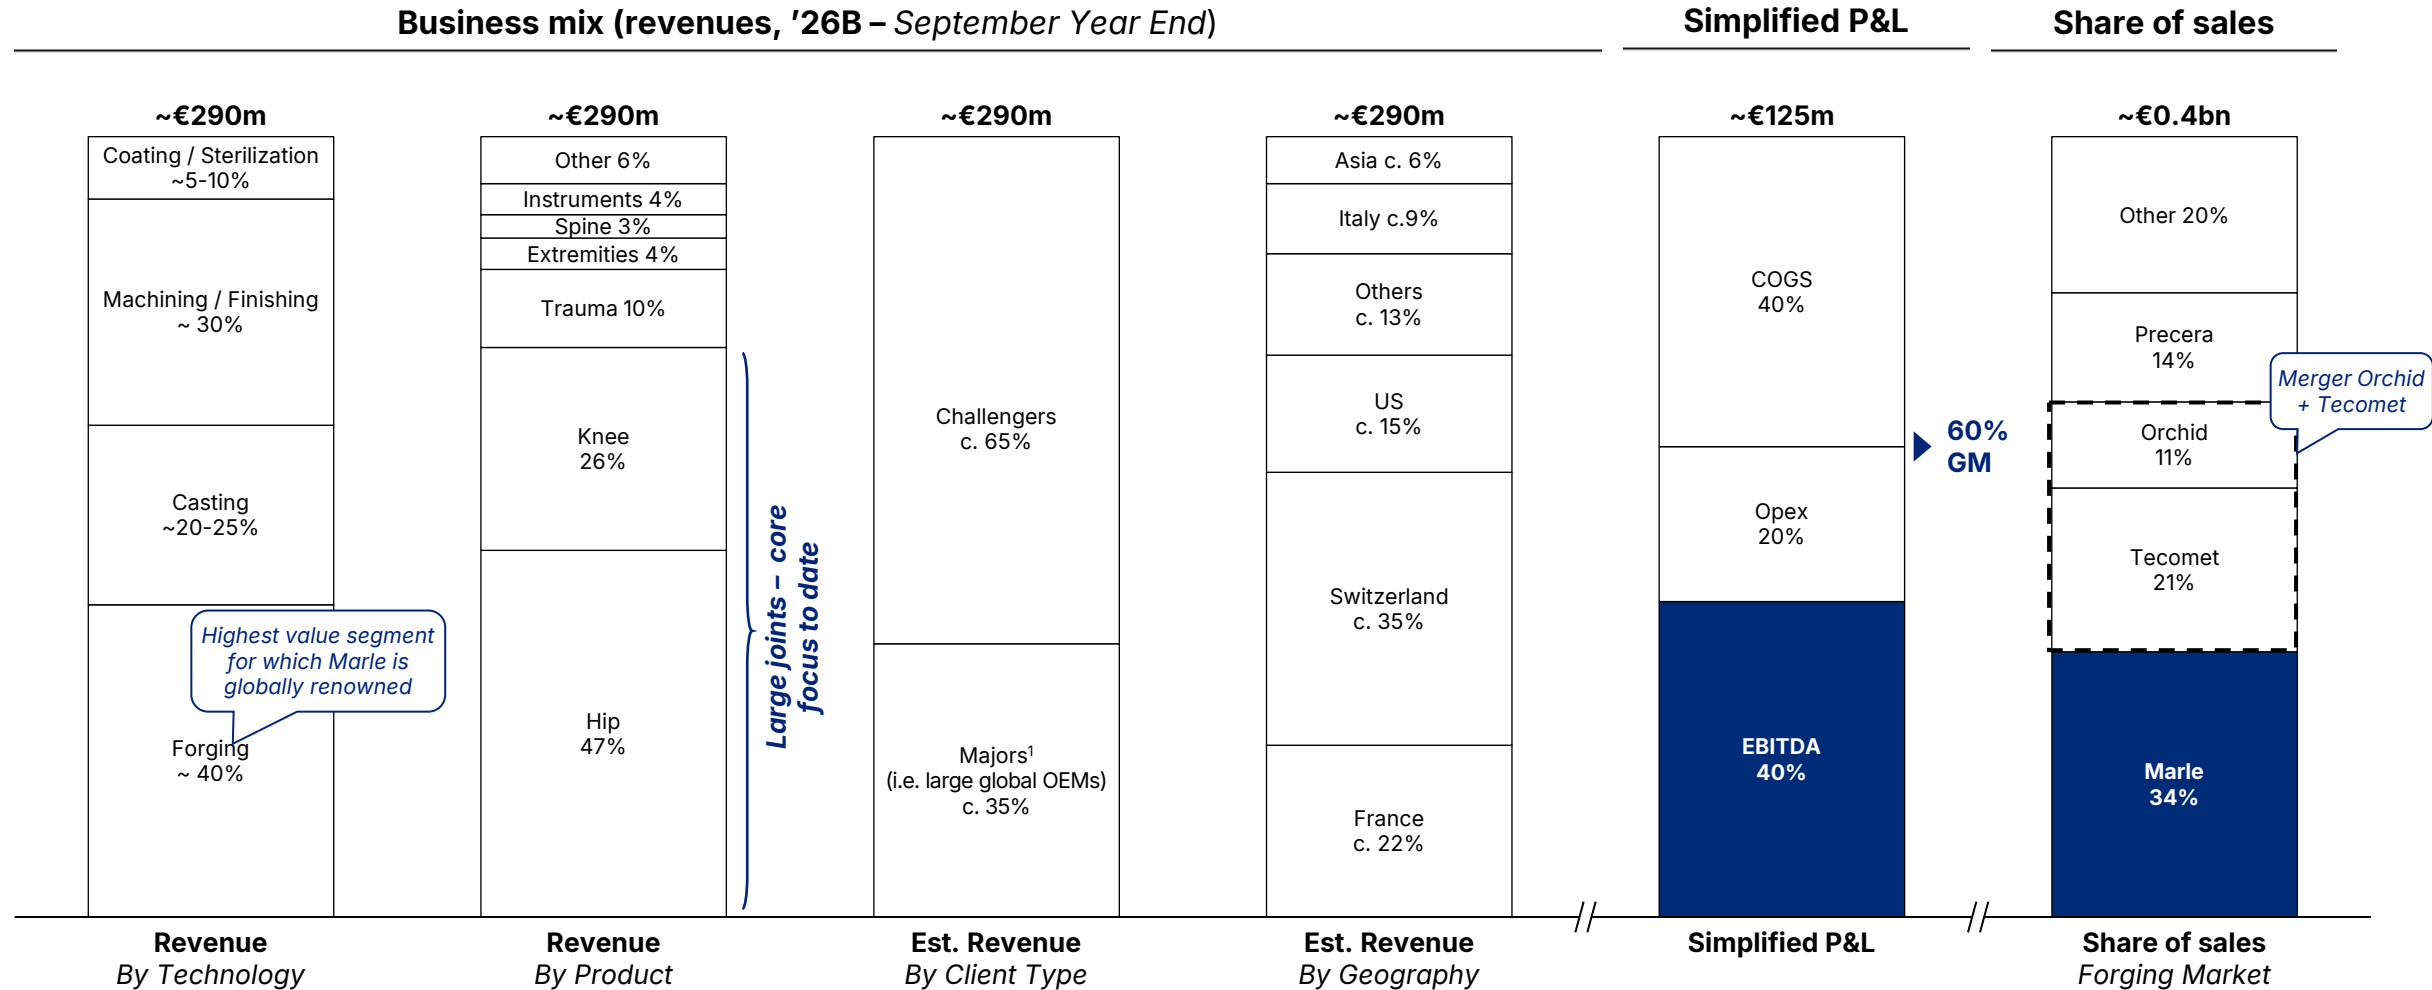 Business mix (revenues, ’26B – September Year End)
Simplified P&L
Share of sales
~€290m
Coating / Sterilization
~5-10%
Machining / Finishing
~ 30%
Casting
~20-25%
Highest value segment
for which Marle is
globally renowned
Forging
~ 40%
Revenue
By Technology
~€290m
Other 6%
Instruments 4%
Spine 3%
Extremities 4%
Trauma 10%
Knee
26%
Hip
47%
Large joints – core
focus to date
Revenue
By Product
~€290m
Challengers
c. 65%
Majors¹
(i.e. large global OEMs)
c. 35%
Est. Revenue
By Client Type
~€290m
Asia c. 6%
Italy c.9%
Others
c. 13%
US
c. 15%
Switzerland
c. 35%
France
c. 22%
Est. Revenue
By Geography
~€125m
COGS
40%
60%
GM
Opex
20%
EBITDA
40%
Simplified P&L
~€0.4bn
Other 20%
Precera
14%
Merger Orchid
+ Tecomet
Orchid
11%
Tecomet
21%
Marle
34%
Share of sales
Forging Market